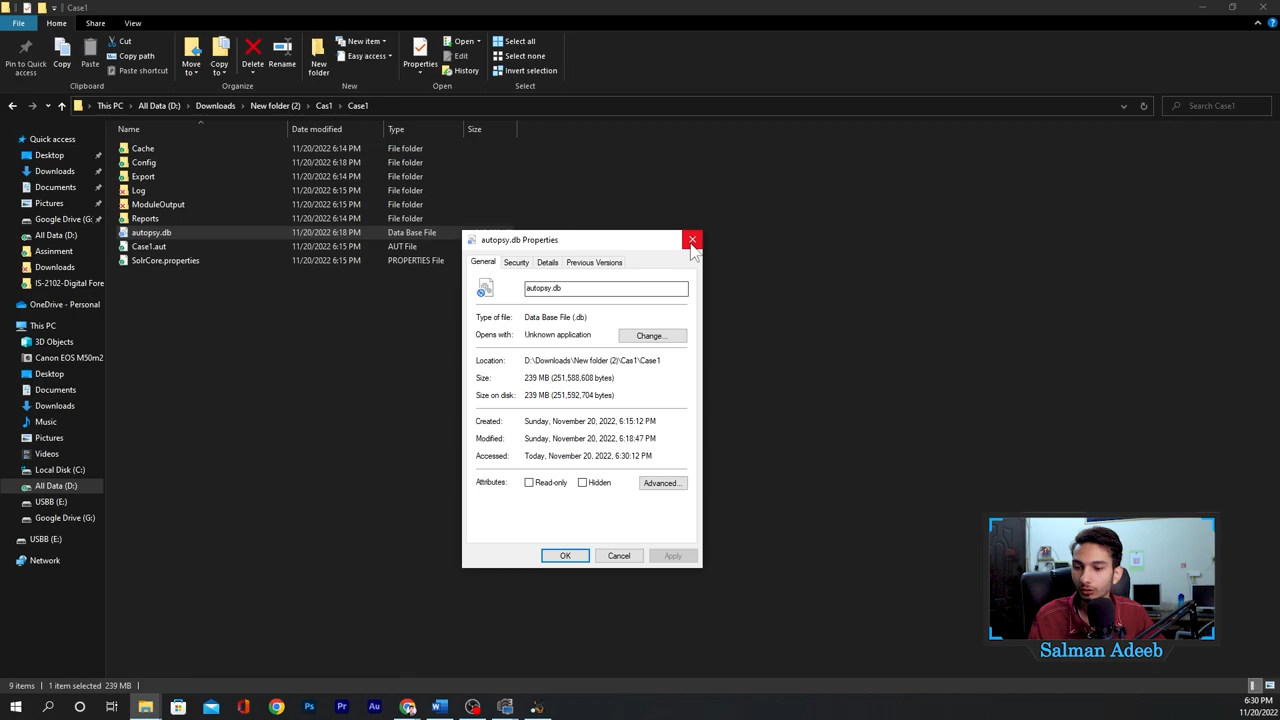 Case1
File
Home
Share
View
Pin to Quick access
Copy
Paste
Cut
Copy path
Paste shortcut
Move to
Copy to
Delete
Rename
New folder
New item
Easy access
Properties
Open
Edit
History
Select all
Select none
Invert selection
Clipboard
Organize
New
Open
Select
This PC
All Data (D:)
Downloads
New folder (2)
Cas1
Case1
Search Case1
Name
Date modified
Type
Size
Quick access
Desktop
Downloads
Documents
Pictures
Google Drive (G:
All Data (D:)
Assinment
Downloads
IS-2102-Digital Fore
OneDrive - Personal
This PC
3D Objects
Canon EOS M50m2
Desktop
Documents
Downloads
Music
Pictures
Videos
Local Disk (C:)
All Data (D:)
USBB (E:)
Google Drive (G:)
USBB (E:)
Network
Cache 11/20/2022 6:14 PM File folder
Config 11/20/2022 6:18 PM File folder
Export 11/20/2022 6:14 PM File folder
Log 11/20/2022 6:15 PM File folder
ModuleOutput 11/20/2022 6:15 PM File folder
Reports 11/20/2022 6:14 PM File folder
autopsy.db 11/20/2022 6:18 PM Data Base File
Case1.aut 11/20/2022 6:15 PM AUT File
SolrCore.properties 11/20/2022 6:15 PM PROPERTIES File
autopsy.db Properties
General Security Details Previous Versions
autopsy.db
Type of file: Data Base File (.db)
Opens with: Unknown application Change...
Location: D:\Downloads\New folder (2)\Cas1\Case1
Size: 239 MB (251,588,608 bytes)
Size on disk: 239 MB (251,592,704 bytes)
Created: Sunday, November 20, 2022, 6:15:12 PM
Modified: Sunday, November 20, 2022, 6:18:47 PM
Accessed: Today, November 20, 2022, 6:30:12 PM
Attributes: Read-only Hidden Advanced...
OK Cancel Apply
Salman Adeeb
9 items 1 item selected 239 MB
Ps
Pr
Au
6:30 PM
11/20/2022